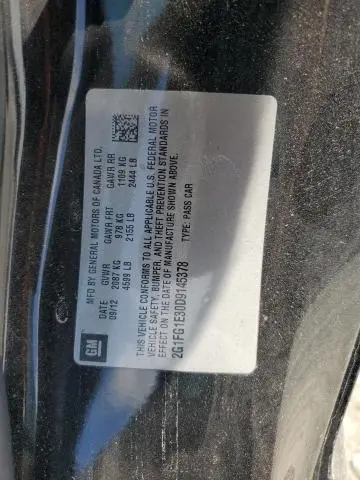 GM
MFD BY GENERAL MOTORS OF CANADA LTD.
DATE GVWR GAWR FRT GAWR RR
09/12 2087 KG 978 KG 1109 KG
4599 LB 2155 LB 2444 LB
THIS VEHICLE CONFORMS TO ALL APPLICABLE U.S. FEDERAL MOTOR
VEHICLE SAFETY, BUMPER, AND THEFT PREVENTION STANDARDS IN
EFFECT ON THE DATE OF MANUFACTURE SHOWN ABOVE.
2G1FG1E30D9145378 TYPE: PASS CAR